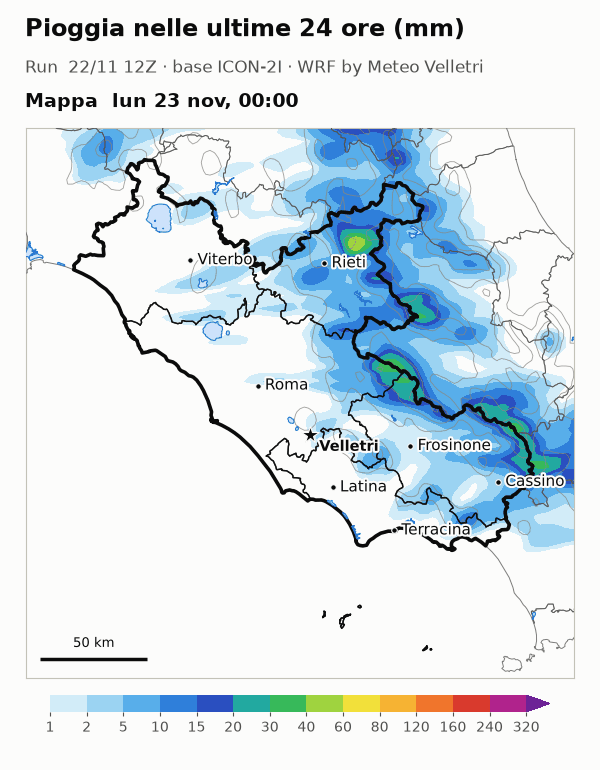 Pioggia nelle ultime 24 ore (mm)
Run  22/11 12Z · base ICON-2I · WRF by Meteo Velletri
Mappa  lun 23 nov, 00:00
Viterbo
Rieti
Roma
Velletri
Frosinone
Latina
Cassino
Terracina
50 km
1 2 5 10 15 20 30 40 60 80 120 160 240 320